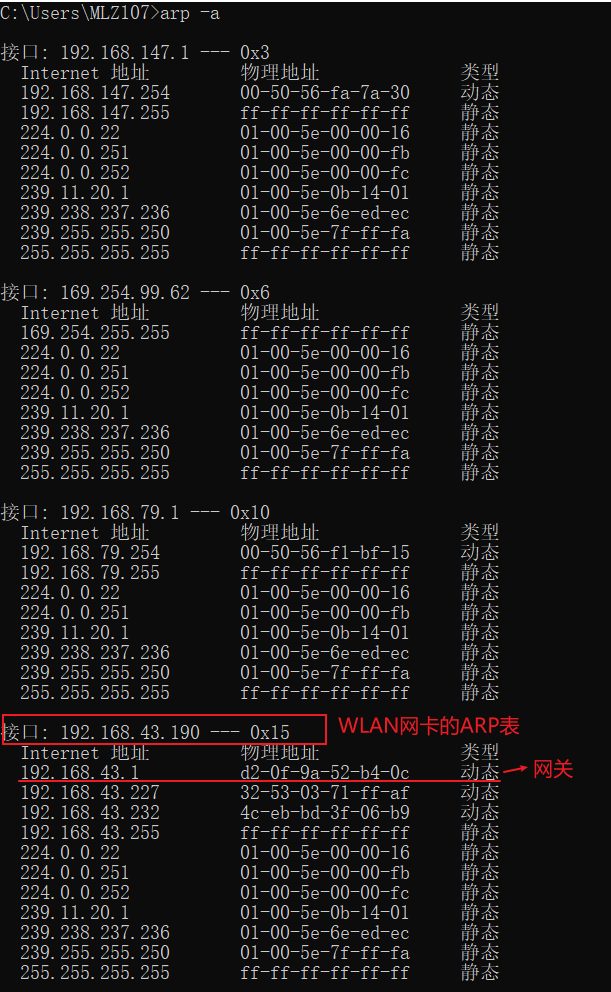 C:\Users\MLZ107>arp -a
接口: 192.168.147.1 --- 0x3
Internet 地址 物理地址 类型
192.168.147.254 00-50-56-fa-7a-30 动态
192.168.147.255 ff-ff-ff-ff-ff-ff 静态
224.0.0.22 01-00-5e-00-00-16 静态
224.0.0.251 01-00-5e-00-00-fb 静态
224.0.0.252 01-00-5e-00-00-fc 静态
239.11.20.1 01-00-5e-0b-14-01 静态
239.238.237.236 01-00-5e-6e-ed-ec 静态
239.255.255.250 01-00-5e-7f-ff-fa 静态
255.255.255.255 ff-ff-ff-ff-ff-ff 静态
接口: 169.254.99.62 --- 0x6
Internet 地址 物理地址 类型
169.254.255.255 ff-ff-ff-ff-ff-ff 静态
224.0.0.22 01-00-5e-00-00-16 静态
224.0.0.251 01-00-5e-00-00-fb 静态
224.0.0.252 01-00-5e-00-00-fc 静态
239.11.20.1 01-00-5e-0b-14-01 静态
239.238.237.236 01-00-5e-6e-ed-ec 静态
239.255.255.250 01-00-5e-7f-ff-fa 静态
255.255.255.255 ff-ff-ff-ff-ff-ff 静态
接口: 192.168.79.1 --- 0x10
Internet 地址 物理地址 类型
192.168.79.254 00-50-56-f1-bf-15 动态
192.168.79.255 ff-ff-ff-ff-ff-ff 静态
224.0.0.22 01-00-5e-00-00-16 静态
224.0.0.251 01-00-5e-00-00-fb 静态
239.11.20.1 01-00-5e-0b-14-01 静态
239.238.237.236 01-00-5e-6e-ed-ec 静态
239.255.255.250 01-00-5e-7f-ff-fa 静态
255.255.255.255 ff-ff-ff-ff-ff-ff 静态
接口: 192.168.43.190 --- 0x15 WLAN网卡的ARP表
Internet 地址 物理地址 类型
192.168.43.1 d2-0f-9a-52-b4-0c 动态 网关
192.168.43.227 32-53-03-71-ff-af 动态
192.168.43.232 4c-eb-bd-3f-06-b9 动态
192.168.43.255 ff-ff-ff-ff-ff-ff 静态
224.0.0.22 01-00-5e-00-00-16 静态
224.0.0.251 01-00-5e-00-00-fb 静态
224.0.0.252 01-00-5e-00-00-fc 静态
239.11.20.1 01-00-5e-0b-14-01 静态
239.238.237.236 01-00-5e-6e-ed-ec 静态
239.255.255.250 01-00-5e-7f-ff-fa 静态
255.255.255.255 ff-ff-ff-ff-ff-ff 静态